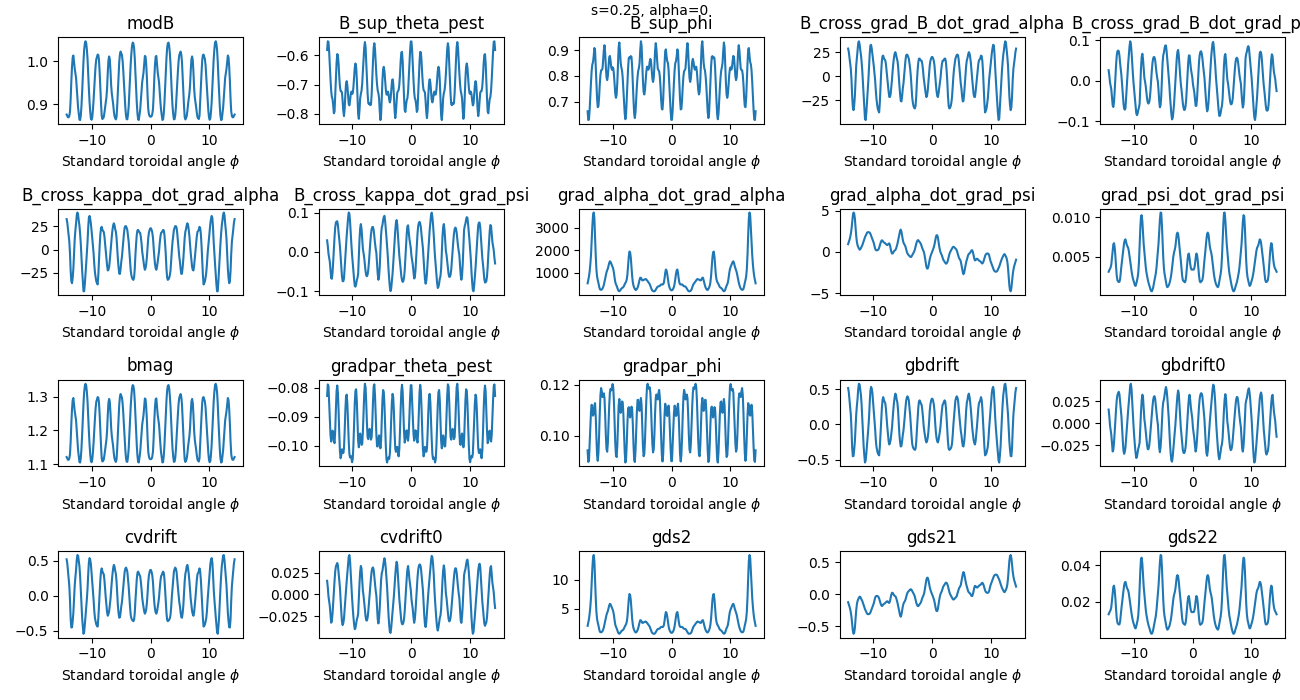 s=0.25, alpha=0
modB
B_sup_theta_pest
B_sup_phi
B_cross_grad_B_dot_grad_alpha
B_cross_grad_B_dot_grad_p
1.0
0.9
−10 0 10
Standard toroidal angle ϕ
−0.6
−0.7
−0.8
−10 0 10
Standard toroidal angle ϕ
0.9
0.8
0.7
−10 0 10
Standard toroidal angle ϕ
25
0
−25
−10 0 10
Standard toroidal angle ϕ
0.1
0.0
−0.1
−10 0 10
Standard toroidal angle ϕ
B_cross_kappa_dot_grad_alpha
B_cross_kappa_dot_grad_psi
grad_alpha_dot_grad_alpha
grad_alpha_dot_grad_psi
grad_psi_dot_grad_psi
25
0
−25
−10 0 10
Standard toroidal angle ϕ
0.1
0.0
−0.1
−10 0 10
Standard toroidal angle ϕ
3000
2000
1000
−10 0 10
Standard toroidal angle ϕ
5
0
−5
−10 0 10
Standard toroidal angle ϕ
0.010
0.005
−10 0 10
Standard toroidal angle ϕ
bmag
gradpar_theta_pest
gradpar_phi
gbdrift
gbdrift0
1.3
1.2
1.1
−10 0 10
Standard toroidal angle ϕ
−0.08
−0.09
−0.10
−10 0 10
Standard toroidal angle ϕ
0.12
0.10
−10 0 10
Standard toroidal angle ϕ
0.5
0.0
−0.5
−10 0 10
Standard toroidal angle ϕ
0.025
0.000
−0.025
−10 0 10
Standard toroidal angle ϕ
cvdrift
cvdrift0
gds2
gds21
gds22
0.5
0.0
−0.5
−10 0 10
Standard toroidal angle ϕ
0.025
0.000
−0.025
−10 0 10
Standard toroidal angle ϕ
10
5
−10 0 10
Standard toroidal angle ϕ
0.5
0.0
−0.5
−10 0 10
Standard toroidal angle ϕ
0.04
0.02
−10 0 10
Standard toroidal angle ϕ